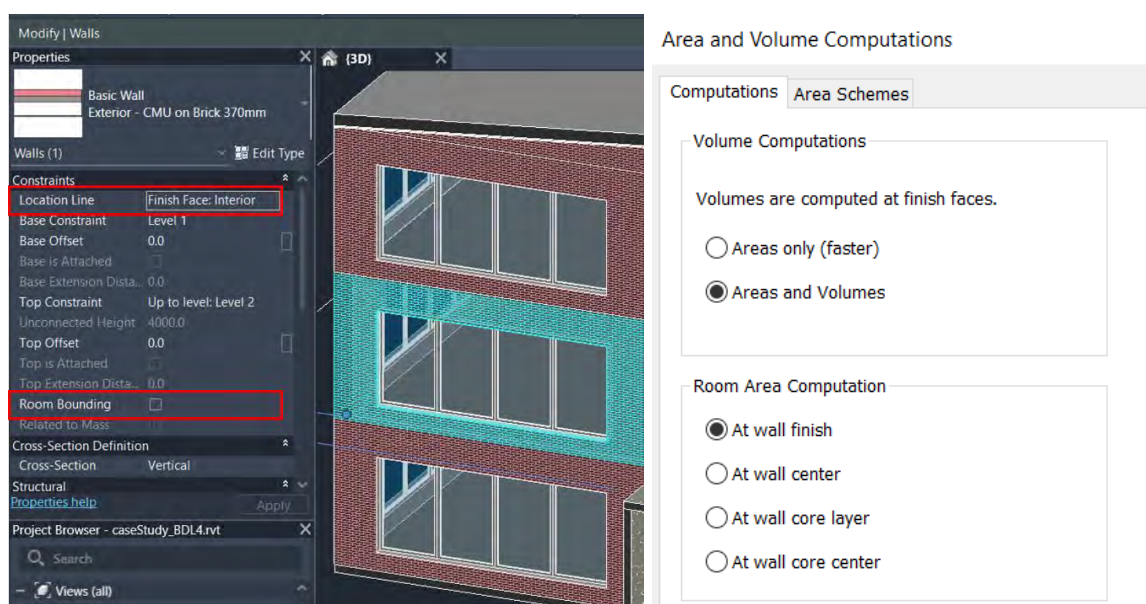 Modify | Walls
Properties
Basic Wall
Exterior - CMU on Brick 370mm
Walls (1)
Edit Type
Constraints
Location Line Finish Face: Interior
Base Constraint Level 1
Base Offset 0.0
Base is Attached
Base Extension Dista... 0.0
Top Constraint Up to level: Level 2
Unconnected Height 4000.0
Top Offset 0.0
Top is Attached
Top Extension Dista... 0.0
Room Bounding
Related to Mass
Cross-Section Definition
Cross-Section Vertical
Structural
Properties help Apply
Project Browser - caseStudy_BDL4.rvt
Search
Views (all)
{3D}
Area and Volume Computations
Computations Area Schemes
Volume Computations
Volumes are computed at finish faces.
Areas only (faster)
Areas and Volumes
Room Area Computation
At wall finish
At wall center
At wall core layer
At wall core center